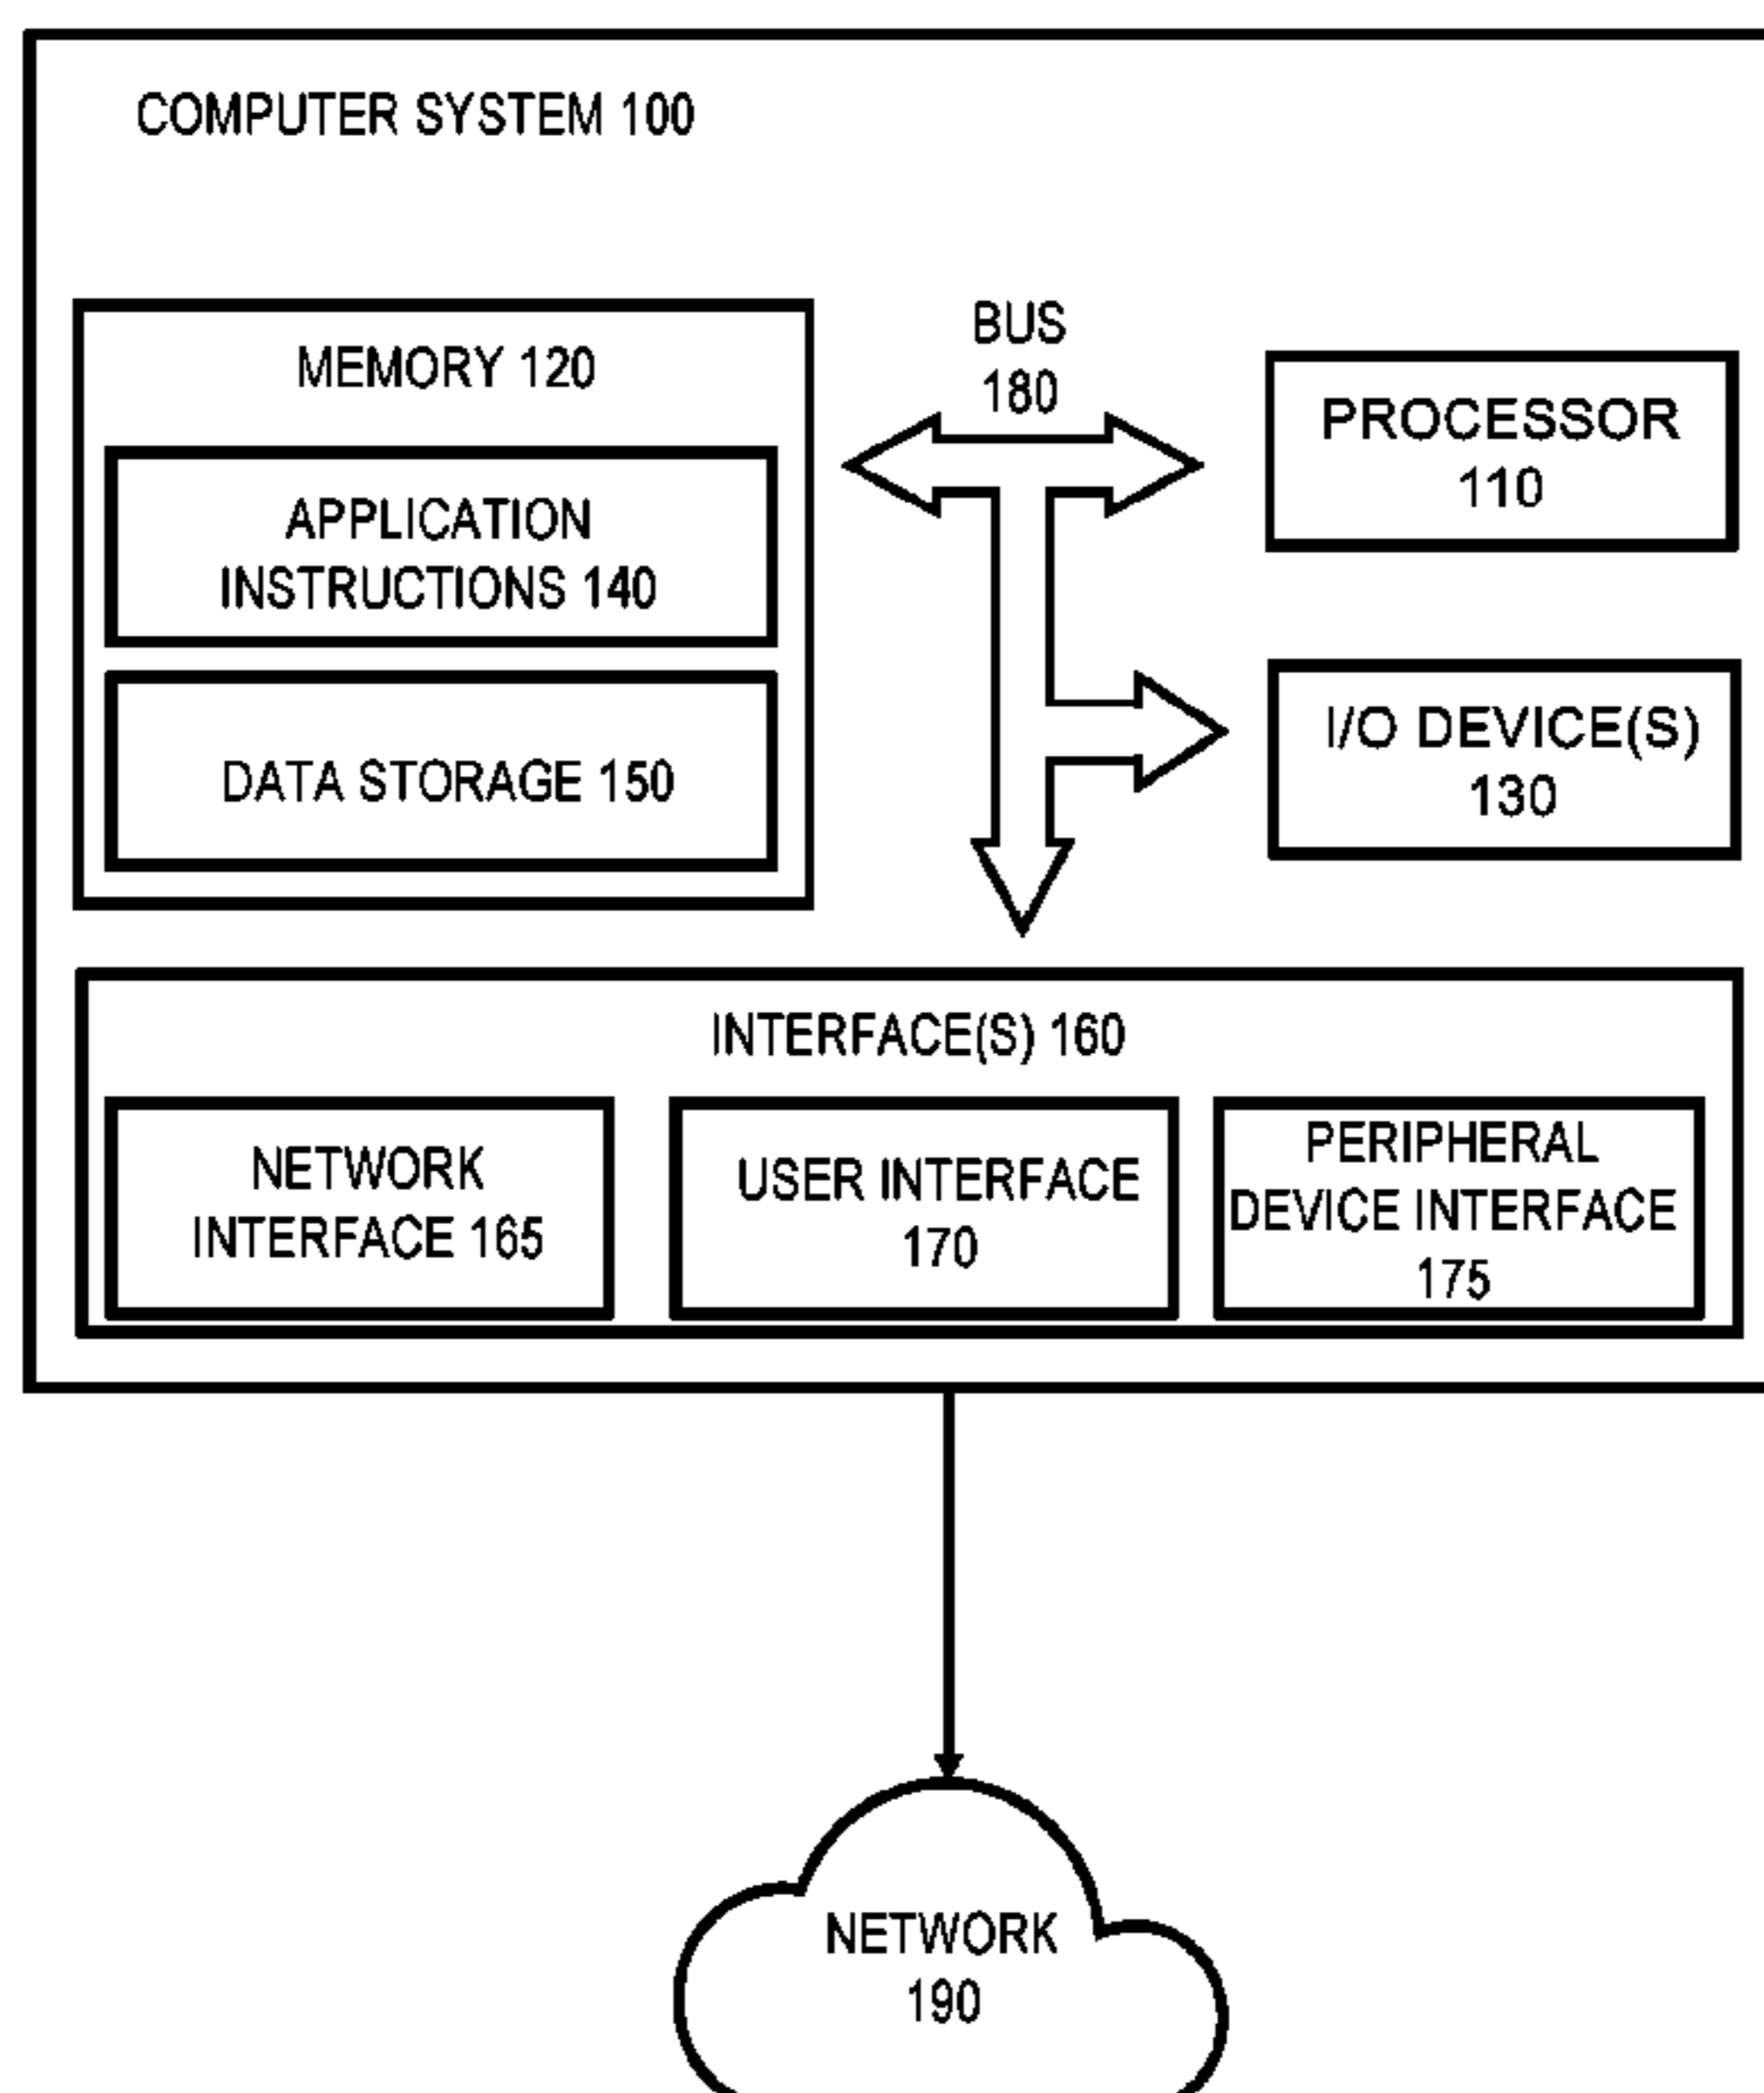 COMPUTER SYSTEM 100
MEMORY 120
APPLICATION
INSTRUCTIONS 140
DATA STORAGE 150
BUS
180
PROCESSOR
110
I/O DEVICE(S)
130
INTERFACE(S) 160
NETWORK
INTERFACE 165
USER INTERFACE
170
PERIPHERAL
DEVICE INTERFACE
175
NETWORK
190